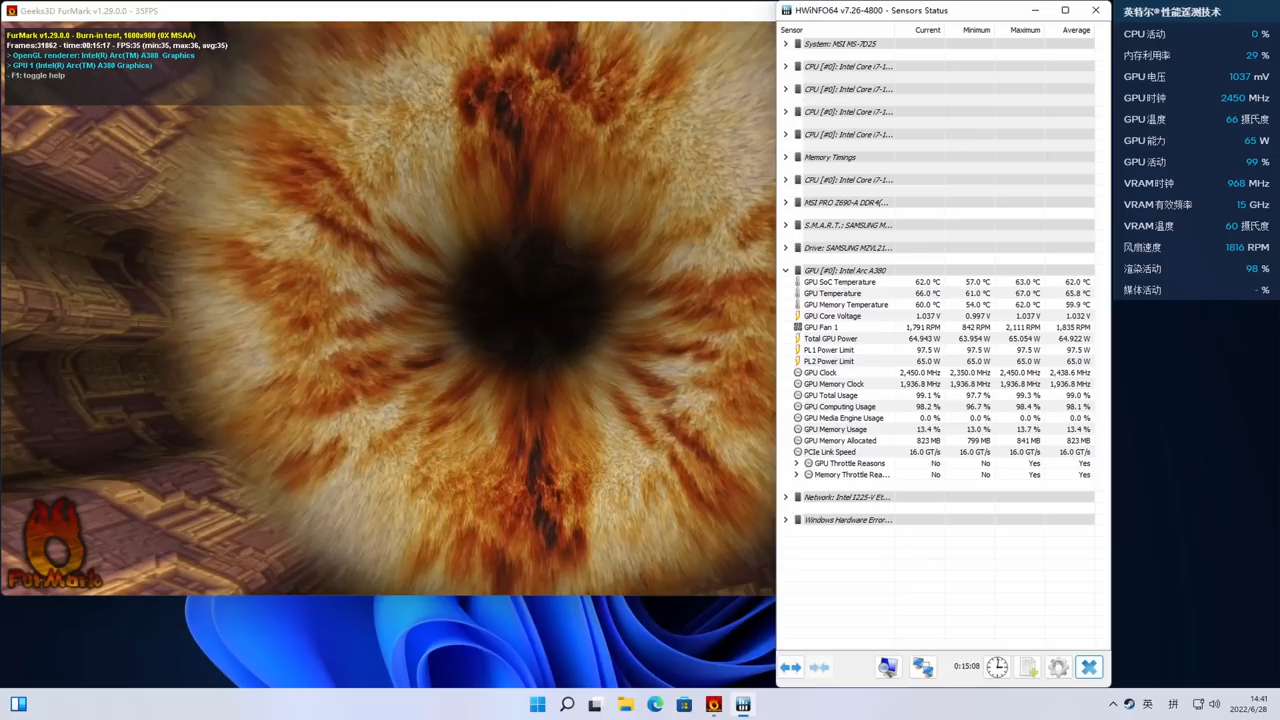 Geeks3D FurMark v1.29.0.0 - 35FPS
FurMark v1.29.0.0 - Burn-in test, 1600x900 (0X MSAA)
Frames:31862 - time:00:15:17 - FPS:35 (min:35, max:36, avg:35)
> OpenGL renderer: Intel(R) Arc(TM) A380 Graphics
> GPU 1 (Intel(R) Arc(TM) A380 Graphics)
- F1: toggle help
FurMark
HWiNFO64 v7.26-4800 - Sensors Status
Sensor Current Minimum Maximum Average
System: MSI MS-7D25
CPU [#0]: Intel Core i7-1...
CPU [#0]: Intel Core i7-1...
CPU [#0]: Intel Core i7-1...
CPU [#0]: Intel Core i7-1...
Memory Timings
CPU [#0]: Intel Core i7-1...
MSI PRO Z690-A DDR4(...
S.M.A.R.T.: SAMSUNG M...
Drive: SAMSUNG MZVL21...
GPU [#0]: Intel Arc A380
GPU SoC Temperature 62.0 °C 57.0 °C 63.0 °C 62.0 °C
GPU Temperature 66.0 °C 61.0 °C 67.0 °C 65.8 °C
GPU Memory Temperature 60.0 °C 54.0 °C 62.0 °C 59.9 °C
GPU Core Voltage 1.037 V 0.997 V 1.037 V 1.032 V
GPU Fan 1 1,791 RPM 842 RPM 2,111 RPM 1,835 RPM
Total GPU Power 64.943 W 63.954 W 65.054 W 64.922 W
PL1 Power Limit 97.5 W 97.5 W 97.5 W 97.5 W
PL2 Power Limit 65.0 W 65.0 W 65.0 W 65.0 W
GPU Clock 2,450.0 MHz 2,350.0 MHz 2,450.0 MHz 2,438.6 MHz
GPU Memory Clock 1,936.8 MHz 1,936.8 MHz 1,936.8 MHz 1,936.8 MHz
GPU Total Usage 99.1 % 97.7 % 99.3 % 99.0 %
GPU Computing Usage 98.2 % 96.7 % 98.4 % 98.1 %
GPU Media Engine Usage 0.0 % 0.0 % 0.0 % 0.0 %
GPU Memory Usage 13.4 % 13.0 % 13.7 % 13.4 %
GPU Memory Allocated 823 MB 799 MB 841 MB 823 MB
PCIe Link Speed 16.0 GT/s 16.0 GT/s 16.0 GT/s 16.0 GT/s
GPU Throttle Reasons No No Yes Yes
Memory Throttle Rea... No No Yes Yes
Network: Intel I225-V Et...
Windows Hardware Error...
0:15:08
英特尔® 性能遥测技术
CPU 活动 0 %
内存利用率 29 %
GPU 电压 1037 mV
GPU 时钟 2450 MHz
GPU 温度 66 摄氏度
GPU 能力 65 W
GPU 活动 99 %
VRAM时钟 968 MHz
VRAM 有效频率 15 GHz
VRAM 温度 60 摄氏度
风扇速度 1816 RPM
渲染活动 98 %
媒体活动 - %
英 拼 14:41
2022/6/28